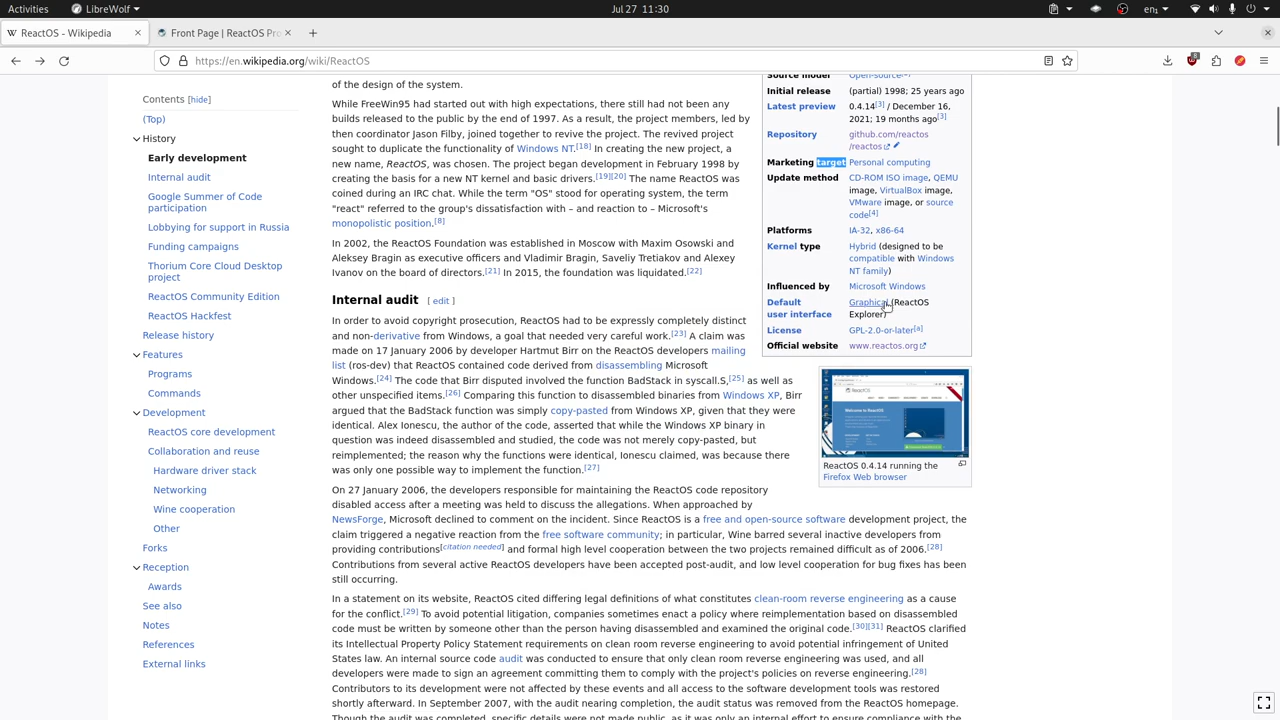 Activities
LibreWolf
Jul 27 11:30
en
ReactOS - Wikipedia
Front Page | ReactOS Pro
https://en.wikipedia.org/wiki/ReactOS
6
Contents [hide]
(Top)
History
Early development
Internal audit
Google Summer of Code
participation
Lobbying for support in Russia
Funding campaigns
Thorium Core Cloud Desktop
project
ReactOS Community Edition
ReactOS Hackfest
Release history
Features
Programs
Commands
Development
ReactOS core development
Collaboration and reuse
Hardware driver stack
Networking
Wine cooperation
Other
Forks
Reception
Awards
See also
Notes
References
External links
of the design of the system.
While FreeWin95 had started out with high expectations, there still had not been any
builds released to the public by the end of 1997. As a result, the project members, led by
then coordinator Jason Filby, joined together to revive the project. The revived project
sought to duplicate the functionality of Windows NT.[18] In creating the new project, a
new name, ReactOS, was chosen. The project began development in February 1998 by
creating the basis for a new NT kernel and basic drivers.[19][20] The name ReactOS was
coined during an IRC chat. While the term "OS" stood for operating system, the term
"react" referred to the group's dissatisfaction with – and reaction to – Microsoft's
monopolistic position.[8]
In 2002, the ReactOS Foundation was established in Moscow with Maxim Osowski and
Aleksey Bragin as executive officers and Vladimir Bragin, Saveliy Tretiakov and Alexey
Ivanov on the board of directors.[21] In 2015, the foundation was liquidated.[22]
Internal audit [ edit ]
In order to avoid copyright prosecution, ReactOS had to be expressly completely distinct
and non-derivative from Windows, a goal that needed very careful work.[23] A claim was
made on 17 January 2006 by developer Hartmut Birr on the ReactOS developers mailing
list (ros-dev) that ReactOS contained code derived from disassembling Microsoft
Windows.[24] The code that Birr disputed involved the function BadStack in syscall.S,[25] as well as
other unspecified items.[26] Comparing this function to disassembled binaries from Windows XP, Birr
argued that the BadStack function was simply copy-pasted from Windows XP, given that they were
identical. Alex Ionescu, the author of the code, asserted that while the Windows XP binary in
question was indeed disassembled and studied, the code was not merely copy-pasted, but
reimplemented; the reason why the functions were identical, Ionescu claimed, was because there
was only one possible way to implement the function.[27]
On 27 January 2006, the developers responsible for maintaining the ReactOS code repository
disabled access after a meeting was held to discuss the allegations. When approached by
NewsForge, Microsoft declined to comment on the incident. Since ReactOS is a free and open-source software development project, the
claim triggered a negative reaction from the free software community; in particular, Wine barred several inactive developers from
providing contributions[citation needed] and formal high level cooperation between the two projects remained difficult as of 2006.[28]
Contributions from several active ReactOS developers have been accepted post-audit, and low level cooperation for bug fixes has been
still occurring.
In a statement on its website, ReactOS cited differing legal definitions of what constitutes clean-room reverse engineering as a cause
for the conflict.[29] To avoid potential litigation, companies sometimes enact a policy where reimplementation based on disassembled
code must be written by someone other than the person having disassembled and examined the original code.[30][31] ReactOS clarified
its Intellectual Property Policy Statement requirements on clean room reverse engineering to avoid potential infringement of United
States law. An internal source code audit was conducted to ensure that only clean room reverse engineering was used, and all
developers were made to sign an agreement committing them to comply with the project's policies on reverse engineering.[28]
Contributors to its development were not affected by these events and all access to the software development tools was restored
shortly afterward. In September 2007, with the audit nearing completion, the audit status was removed from the ReactOS homepage.
Though the audit was completed, specific details were not made public, as it was only an internal effort to ensure compliance with the
Source model Open-source
Initial release (partial) 1998; 25 years ago
Latest preview 0.4.14[3] / December 16,
2021; 19 months ago[3]
Repository github.com/reactos
/reactos
Marketing target Personal computing
Update method CD-ROM ISO image, QEMU
image, VirtualBox image,
VMware image, or source
code[4]
Platforms IA-32, x86-64
Kernel type Hybrid (designed to be
compatible with Windows
NT family)
Influenced by Microsoft Windows
Default Graphical (ReactOS
user interface Explorer)
License GPL-2.0-or-later[a]
Official website www.reactos.org
ReactOS 0.4.14 running the
Firefox Web browser